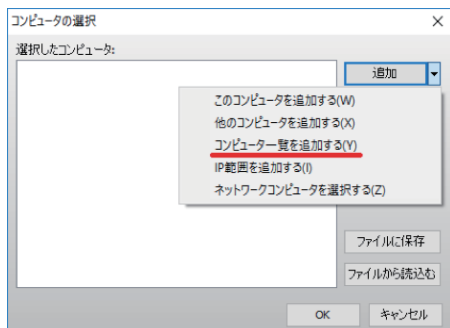 コンピュータの選択
選択したコンピュータ:
追加
このコンピュータを追加する(W)
他のコンピュータを追加する(X)
コンピューター覧を追加する(Y)
IP範囲を追加する(I)
ネットワークコンピュータを選択する(Z)
ファイルに保存
ファイルから読込む
OK
キャンセル